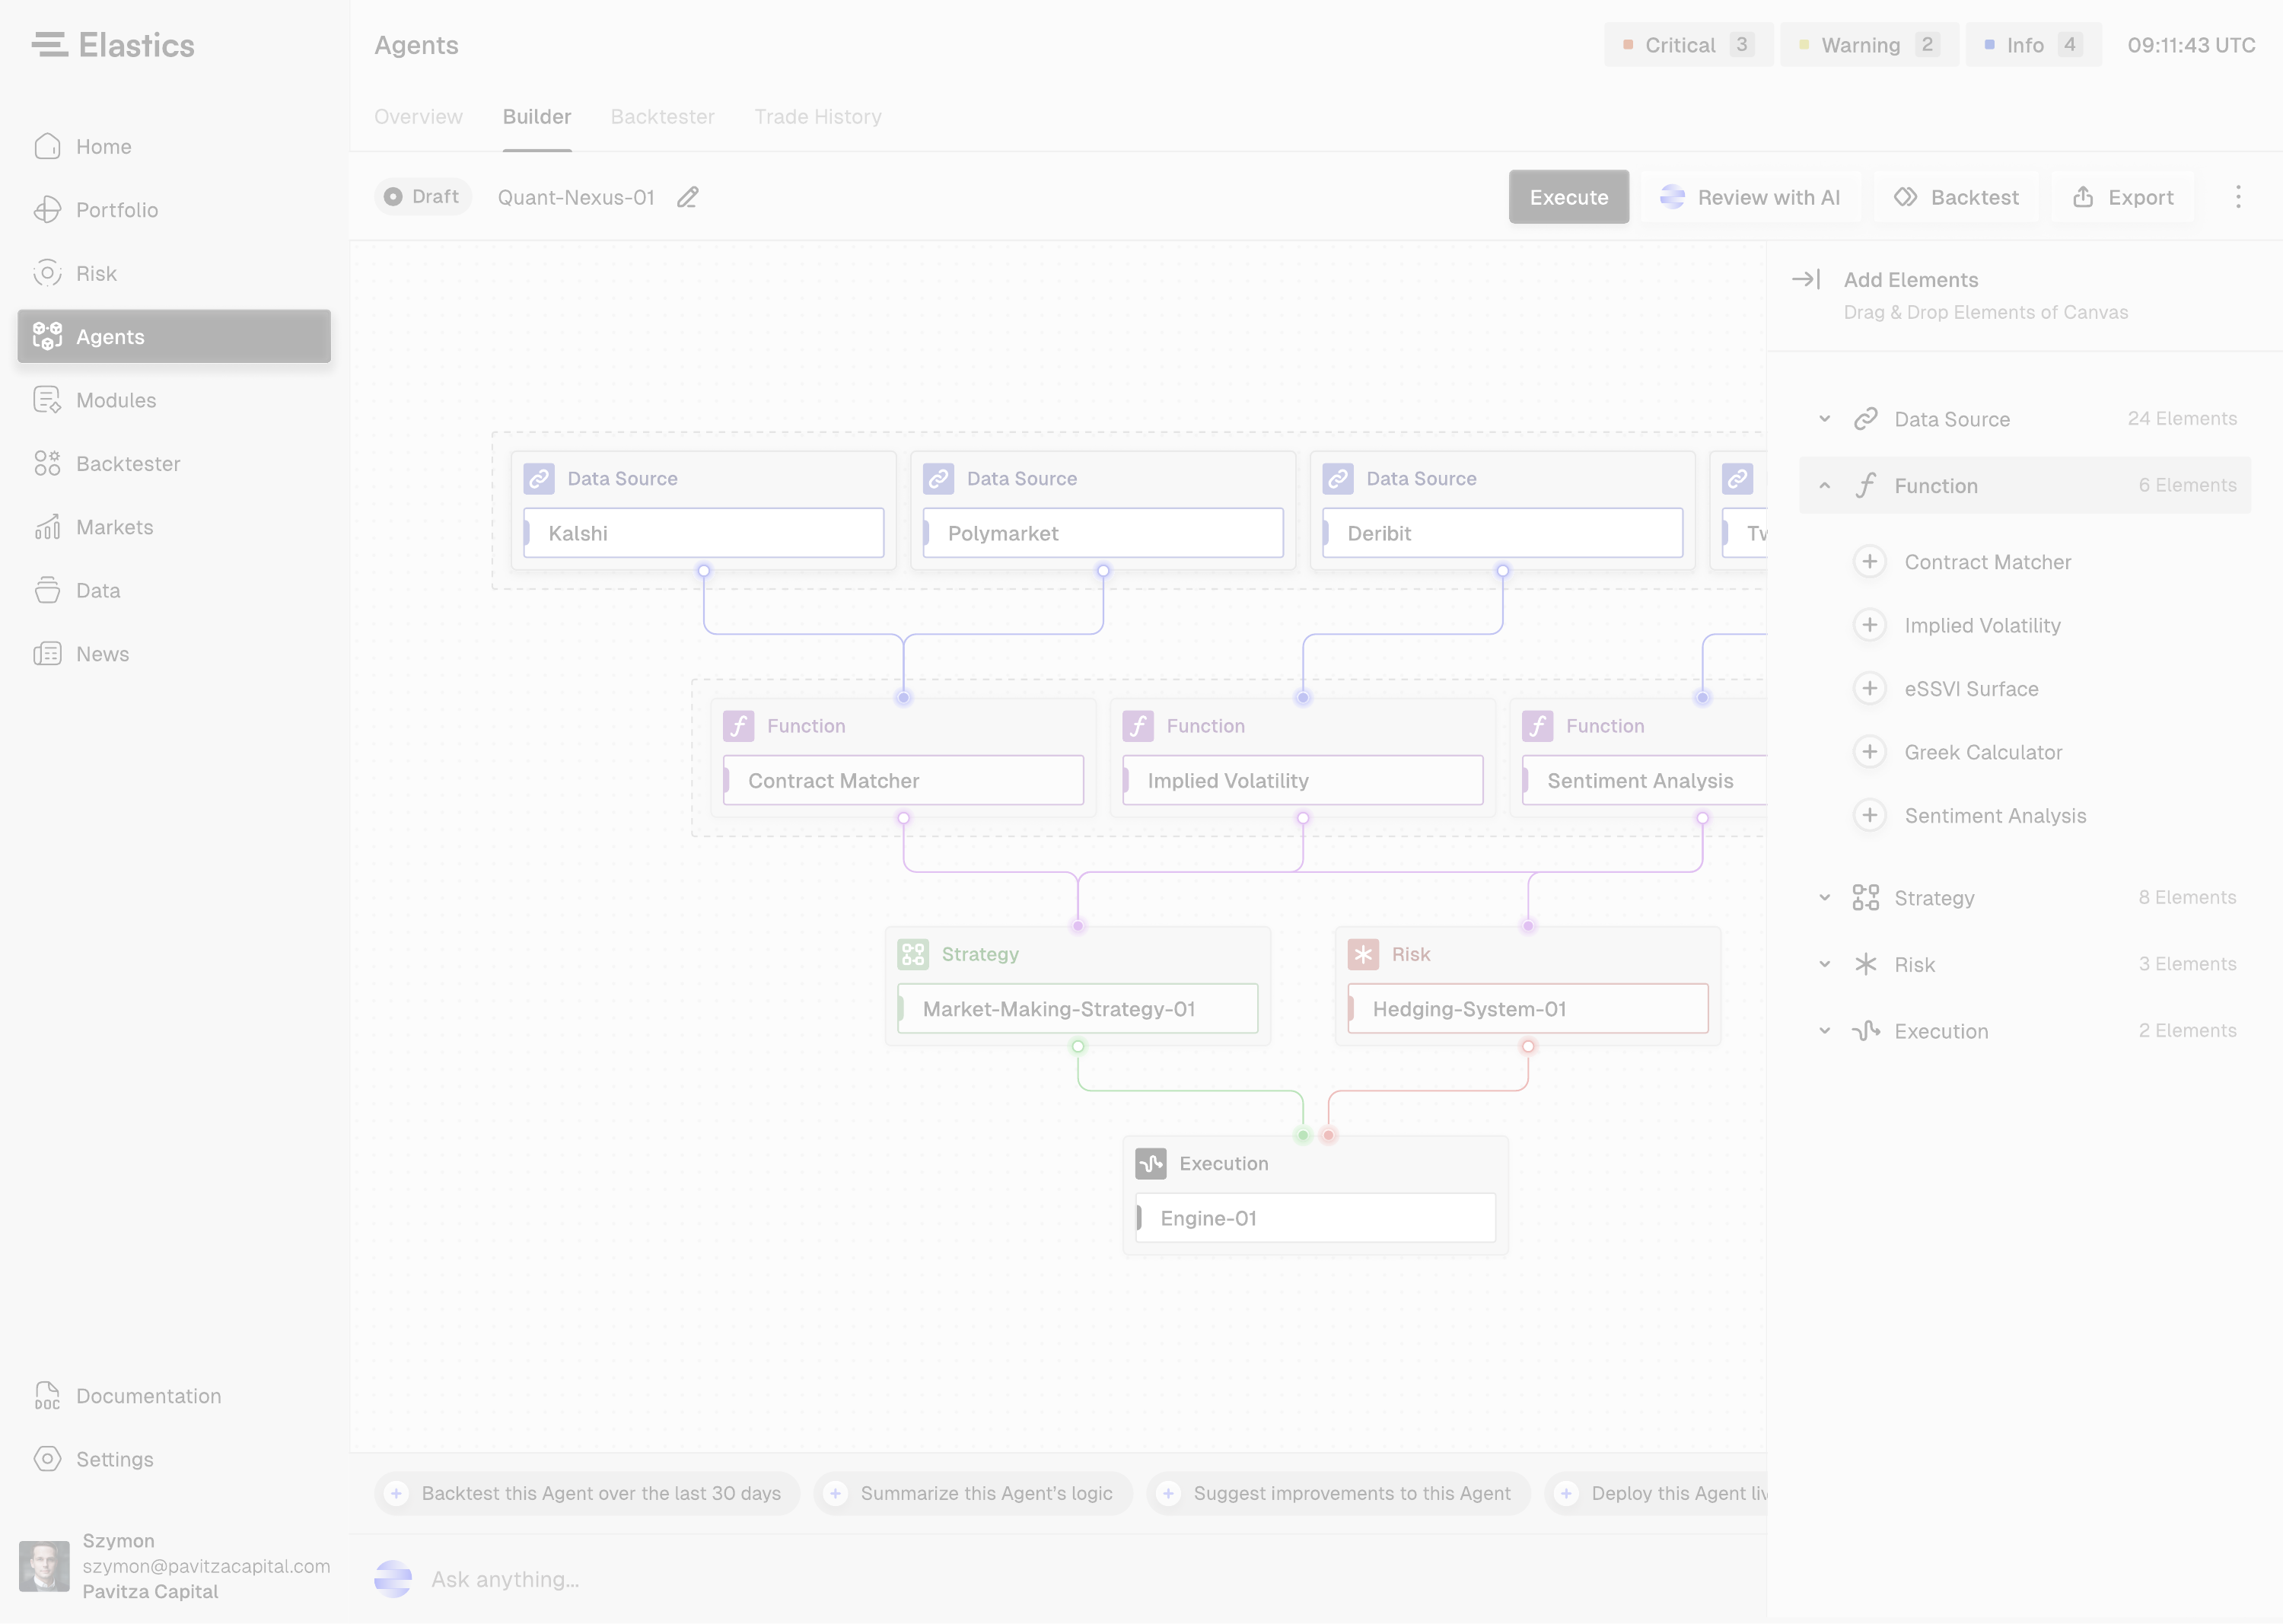 Elastics
Home
Portfolio
Risk
Agents
Modules
Backtester
Markets
Data
News
Documentation
DOC
Settings
Szymon
szymon@pavitzacapital.com
Pavitza Capital
Agents
Critical 3
Warning 2
Info 4
09:11:43 UTC
Overview
Builder
Backtester
Trade History
Draft
Quant-Nexus-01
Execute
Review with AI
Backtest
Export
Data Source
Kalshi
Data Source
Polymarket
Data Source
Deribit
Function
Contract Matcher
Function
Implied Volatility
Function
Sentiment Analysis
Strategy
Market-Making-Strategy-01
Risk
Hedging-System-01
Execution
Engine-01
Backtest this Agent over the last 30 days
Summarize this Agent’s logic
Suggest improvements to this Agent
Deploy this Agent
Ask anything...
Add Elements
Drag & Drop Elements of Canvas
Data Source 24 Elements
Function 6 Elements
Contract Matcher
Implied Volatility
eSSVI Surface
Greek Calculator
Sentiment Analysis
Strategy 8 Elements
Risk 3 Elements
Execution 2 Elements